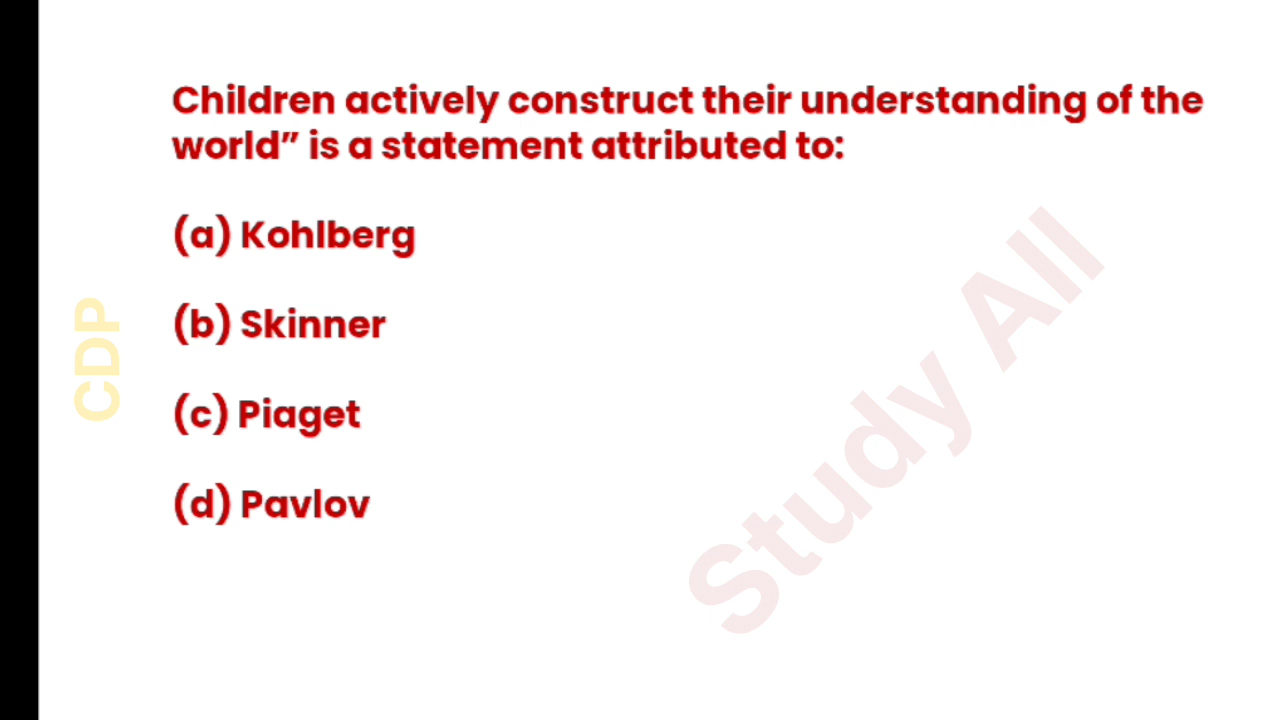 Children actively construct their understanding of the
world” is a statement attributed to:
(a) Kohlberg
(b) Skinner
(c) Piaget
(d) Pavlov
CDP
Study All